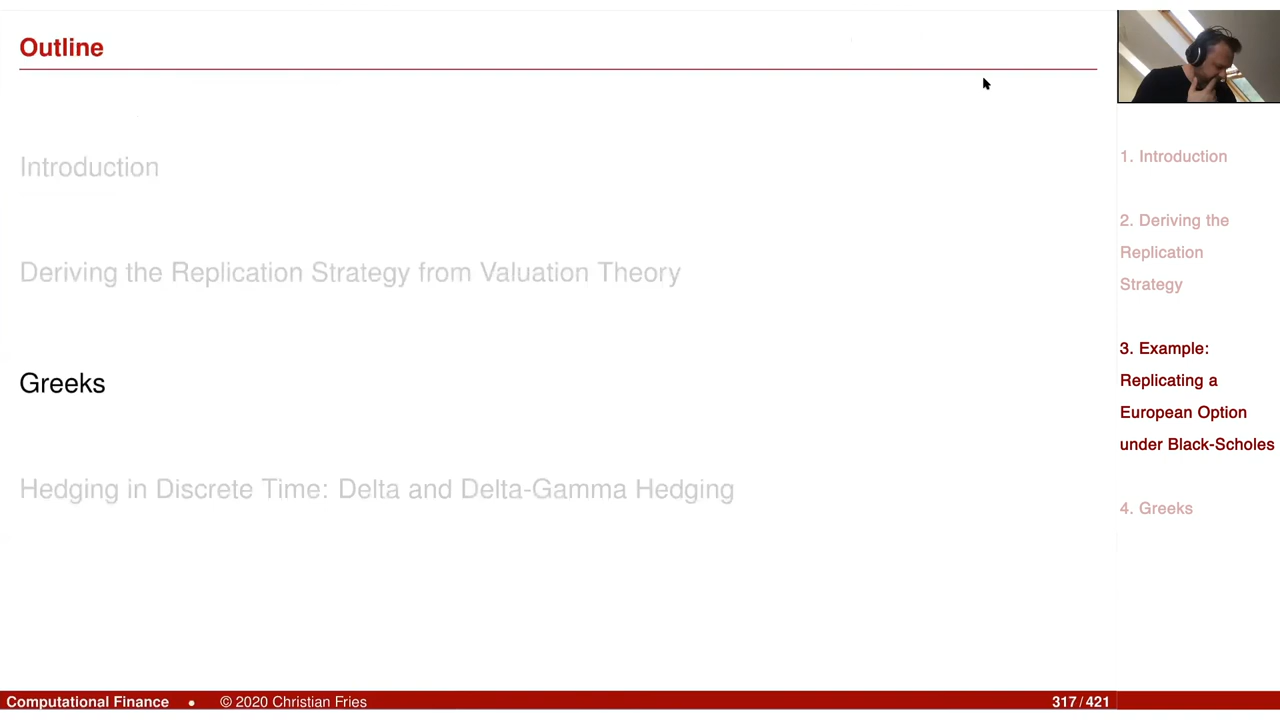 Outline
Introduction
Deriving the Replication Strategy from Valuation Theory
Greeks
Hedging in Discrete Time: Delta and Delta-Gamma Hedging
1. Introduction
2. Deriving the
Replication
Strategy
3. Example:
Replicating a
European Option
under Black-Scholes
4. Greeks
Computational Finance • © 2020 Christian Fries 317/421